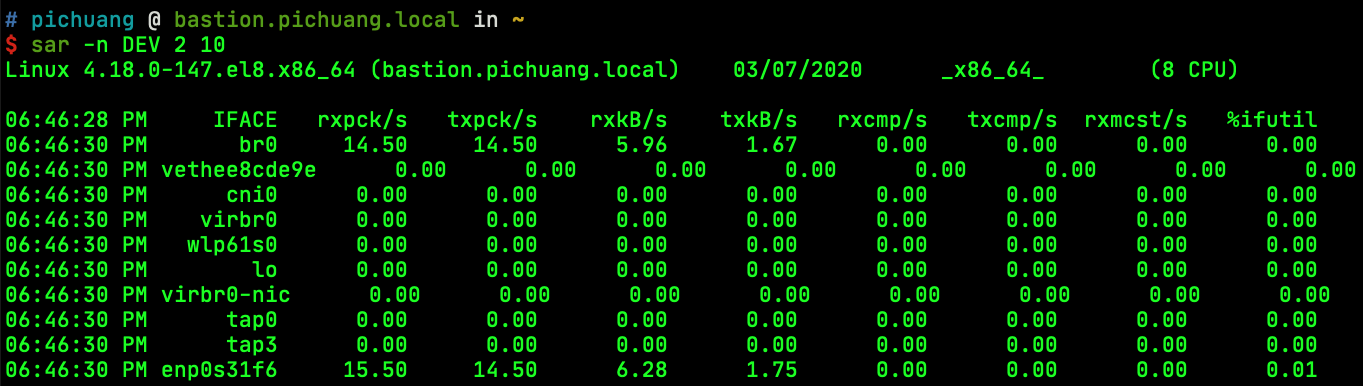 # pichuang @ bastion.pichuang.local in ~
$ sar -n DEV 2 10
Linux 4.18.0-147.el8.x86_64 (bastion.pichuang.local)    03/07/2020      _x86_64_        (8 CPU)

06:46:28 PM     IFACE   rxpck/s   txpck/s    rxkB/s    txkB/s   rxcmp/s   txcmp/s  rxmcst/s   %ifutil
06:46:30 PM       br0     14.50     14.50      5.96      1.67      0.00      0.00      0.00      0.00
06:46:30 PM vethee8cde9e      0.00      0.00      0.00      0.00      0.00      0.00      0.00      0.00
06:46:30 PM      cni0      0.00      0.00      0.00      0.00      0.00      0.00      0.00      0.00
06:46:30 PM    virbr0      0.00      0.00      0.00      0.00      0.00      0.00      0.00      0.00
06:46:30 PM   wlp61s0      0.00      0.00      0.00      0.00      0.00      0.00      0.00      0.00
06:46:30 PM        lo      0.00      0.00      0.00      0.00      0.00      0.00      0.00      0.00
06:46:30 PM virbr0-nic      0.00      0.00      0.00      0.00      0.00      0.00      0.00      0.00
06:46:30 PM      tap0      0.00      0.00      0.00      0.00      0.00      0.00      0.00      0.00
06:46:30 PM      tap3      0.00      0.00      0.00      0.00      0.00      0.00      0.00      0.00
06:46:30 PM enp0s31f6     15.50     14.50      6.28      1.75      0.00      0.00      0.00      0.01